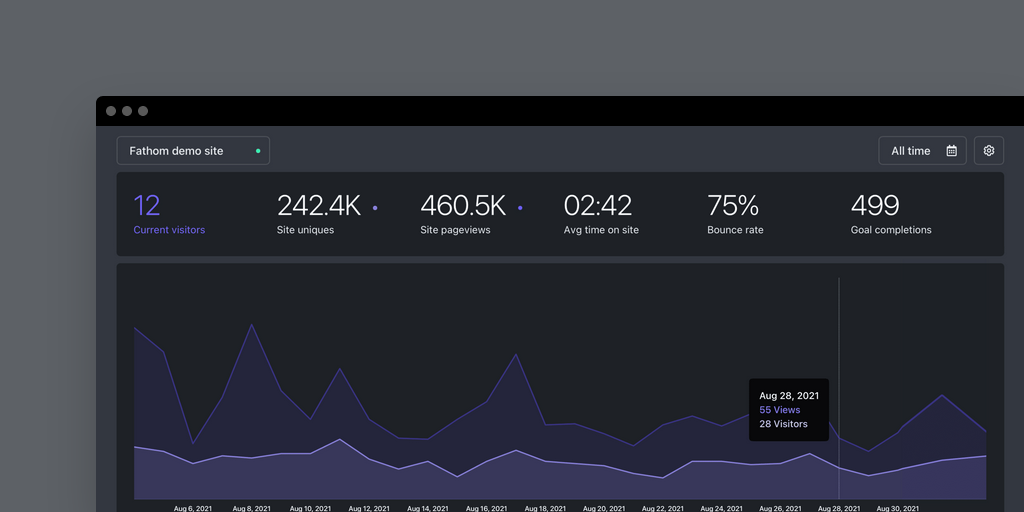 Fathom demo site
All time
12
Current visitors
242.4K
Site uniques
460.5K
Site pageviews
02:42
Avg time on site
75%
Bounce rate
499
Goal completions
Aug 28, 2021
55 Views
28 Visitors
Aug 6, 2021 Aug 8, 2021 Aug 10, 2021 Aug 12, 2021 Aug 14, 2021 Aug 16, 2021 Aug 18, 2021 Aug 20, 2021 Aug 22, 2021 Aug 24, 2021 Aug 26, 2021 Aug 28, 2021 Aug 30, 2021